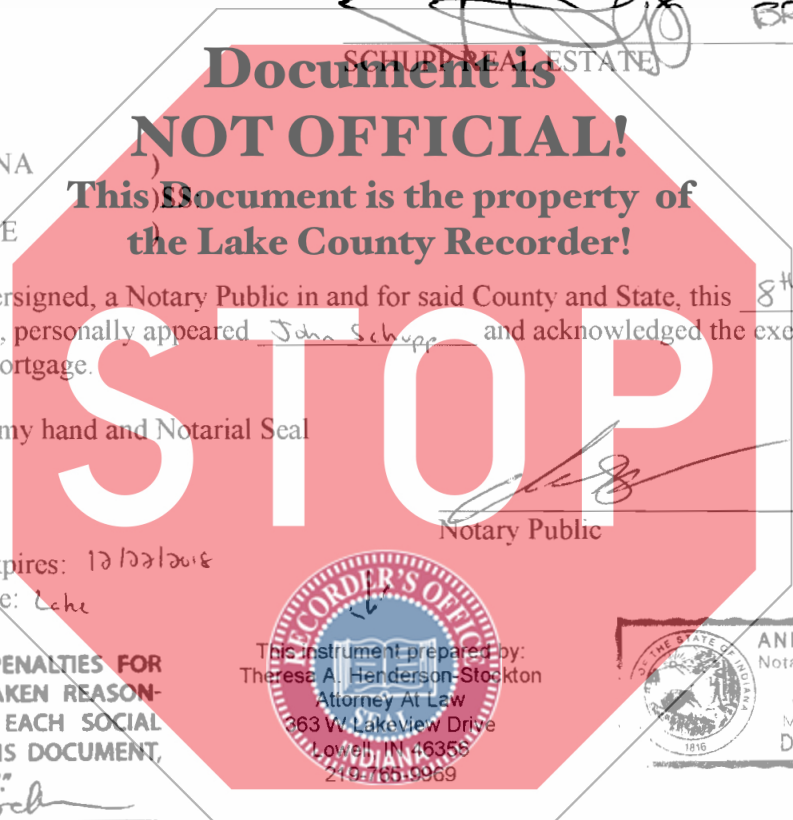 BR
SCHUPP REAL ESTATE
Document is
NOT OFFICIAL!
This Document is the property of
the Lake County Recorder!
NA )
)SS:
E )
ersigned, a Notary Public in and for said County and State, this 8th
, personally appeared John Schupp and acknowledged the exe
ortgage.
my hand and Notarial Seal
STOP
Notary Public
pires: 12/22/2018
e: Lake
PENALTIES FOR
AKEN REASON-
EACH SOCIAL
IS DOCUMENT,
RECORDER'S OFFICE
INDIANA
This instrument prepared by:
Theresa A. Henderson-Stockton
Attorney At Law
363 W Lakeview Drive
Lowell, IN 46356
219-765-9969
OF THE STATE OF INDIANA
1816
AN
Nota
M
D